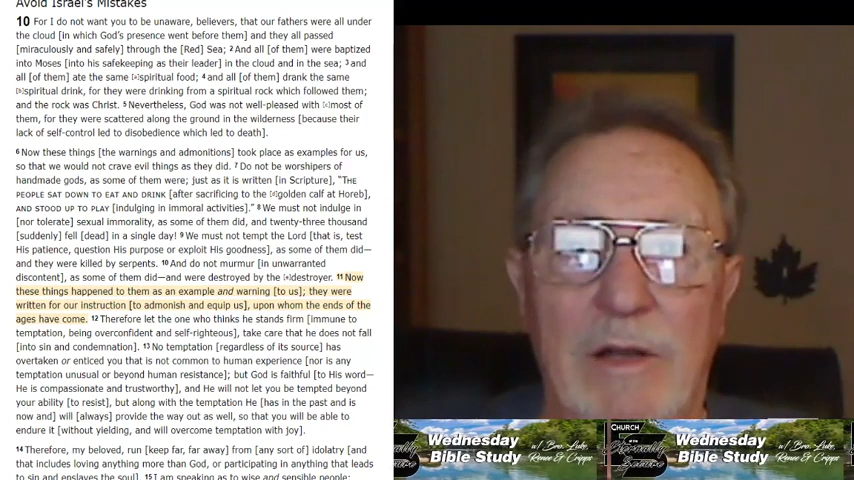 Avoid Israel's Mistakes
10 For I do not want you to be unaware, believers, that our fathers were all under
the cloud [in which God's presence went before them] and they all passed
[miraculously and safely] through the [Red] Sea; 2 And all [of them] were baptized
into Moses [into his safekeeping as their leader] in the cloud and in the sea; 3 and
all [of them] ate the same [a]spiritual food; 4 and all [of them] drank the same
[b]spiritual drink, for they were drinking from a spiritual rock which followed them;
and the rock was Christ. 5 Nevertheless, God was not well-pleased with [c]most of
them, for they were scattered along the ground in the wilderness [because their
lack of self-control led to disobedience which led to death].
6 Now these things [the warnings and admonitions] took place as examples for us,
so that we would not crave evil things as they did. 7 Do not be worshipers of
handmade gods, as some of them were; just as it is written [in Scripture], "THE
PEOPLE SAT DOWN TO EAT AND DRINK [after sacrificing to the [d]golden calf at Horeb],
AND STOOD UP TO PLAY [indulging in immoral activities]." 8 We must not indulge in
[nor tolerate] sexual immorality, as some of them did, and twenty-three thousand
[suddenly] fell [dead] in a single day! 9 We must not tempt the Lord [that is, test
His patience, question His purpose or exploit His goodness], as some of them did—
and they were killed by serpents. 10 And do not murmur [in unwarranted
discontent], as some of them did—and were destroyed by the [e]destroyer. 11 Now
these things happened to them as an example and warning [to us]; they were
written for our instruction [to admonish and equip us], upon whom the ends of the
ages have come. 12 Therefore let the one who thinks he stands firm [immune to
temptation, being overconfident and self-righteous], take care that he does not fall
[into sin and condemnation]. 13 No temptation [regardless of its source] has
overtaken or enticed you that is not common to human experience [nor is any
temptation unusual or beyond human resistance]; but God is faithful [to His word—
He is compassionate and trustworthy], and He will not let you be tempted beyond
your ability [to resist], but along with the temptation He [has in the past and is
now and] will [always] provide the way out as well, so that you will be able to
endure it [without yielding, and will overcome temptation with joy].
14 Therefore, my beloved, run [keep far, far away] from [any sort of] idolatry [and
that includes loving anything more than God, or participating in anything that leads
to sin and enslaves the soul]. 15 I am speaking as to wise and sensible people;
Wednesday
Bible Study
w/ Bro. Luke,
Renee & Cripps
CHURCH
OF THE
Eternally
Secure
Wednesday
Bible Study
w/ Bro. Luke,
Renee & Cripps